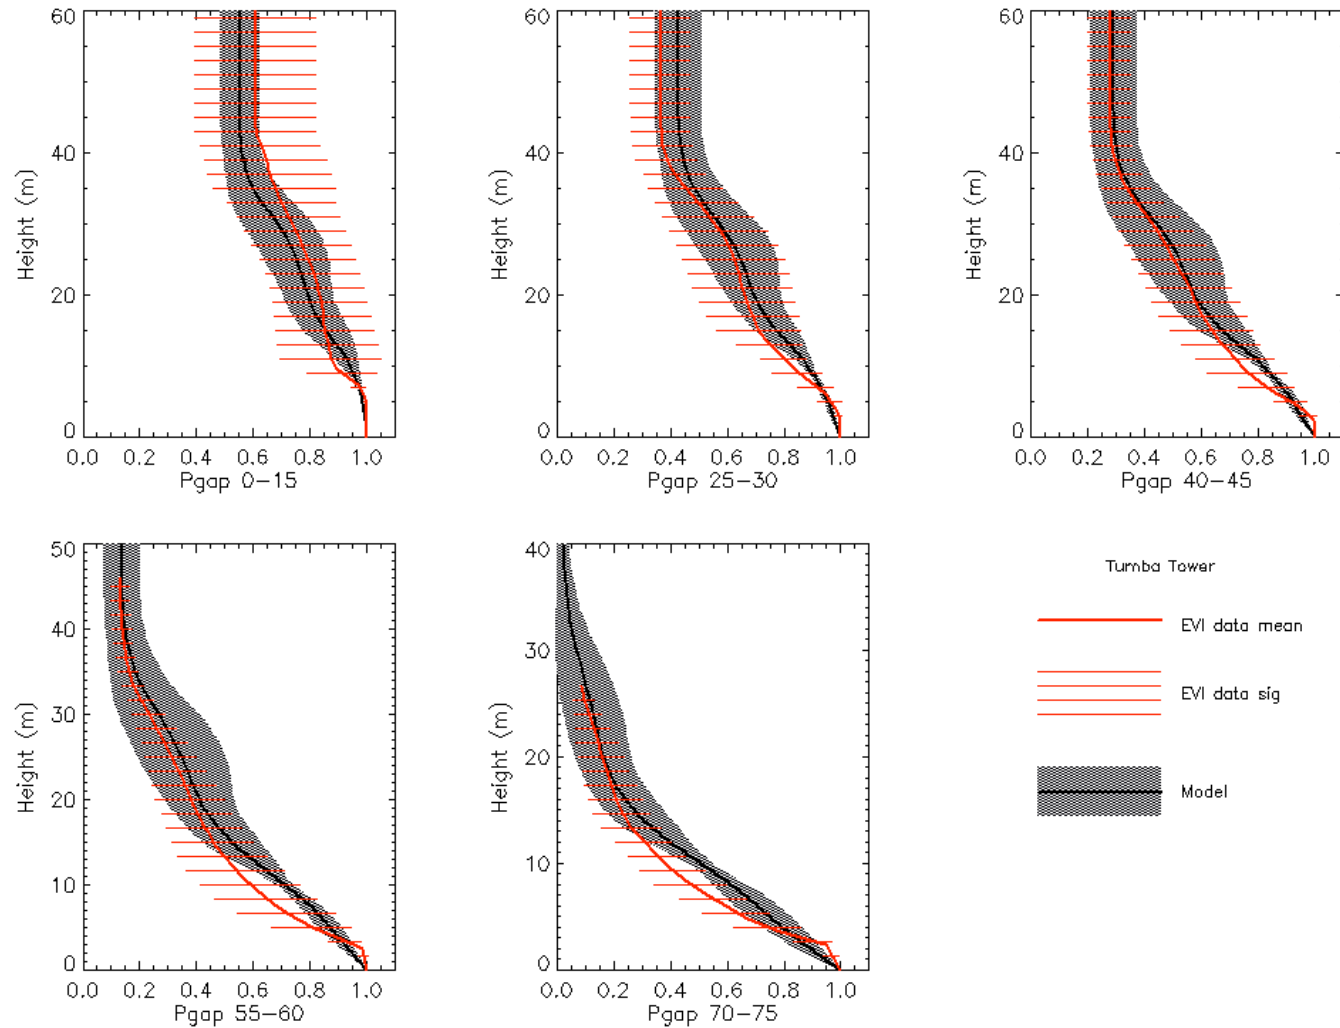 60
40
20
0
Height (m)
0.0 0.2 0.4 0.6 0.8 1.0
Pgap 0-15
60
40
20
0
Height (m)
0.0 0.2 0.4 0.6 0.8 1.0
Pgap 25-30
60
40
20
0
Height (m)
0.0 0.2 0.4 0.6 0.8 1.0
Pgap 40-45
50
40
30
20
10
0
Height (m)
0.0 0.2 0.4 0.6 0.8 1.0
Pgap 55-60
40
30
20
10
0
Height (m)
0.0 0.2 0.4 0.6 0.8 1.0
Pgap 70-75
Tumba Tower
EVI data mean
EVI data sig
Model